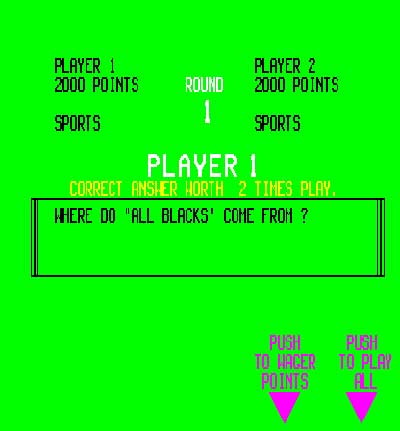 PLAYER 1
2000 POINTS
SPORTS
ROUND
1
PLAYER 2
2000 POINTS
SPORTS
PLAYER 1
CORRECT ANSWER WORTH 2 TIMES PLAY.
WHERE DO "ALL BLACKS' COME FROM ?
PUSH
TO WAGER
POINTS
PUSH
TO PLAY
ALL